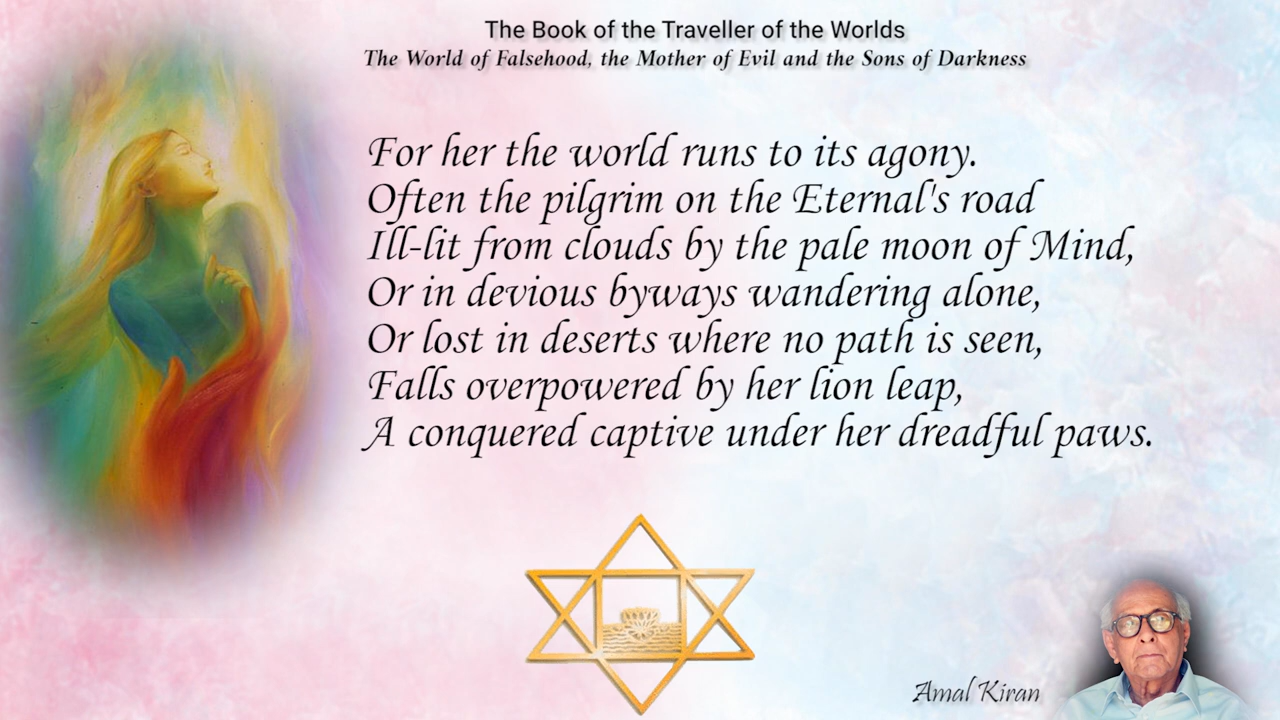 The Book of the Traveller of the Worlds
The World of Falsehood, the Mother of Evil and the Sons of Darkness
For her the world runs to its agony.
Often the pilgrim on the Eternal's road
Ill-lit from clouds by the pale moon of Mind,
Or in devious byways wandering alone,
Or lost in deserts where no path is seen,
Falls overpowered by her lion leap,
A conquered captive under her dreadful paws.
Amal Kiran